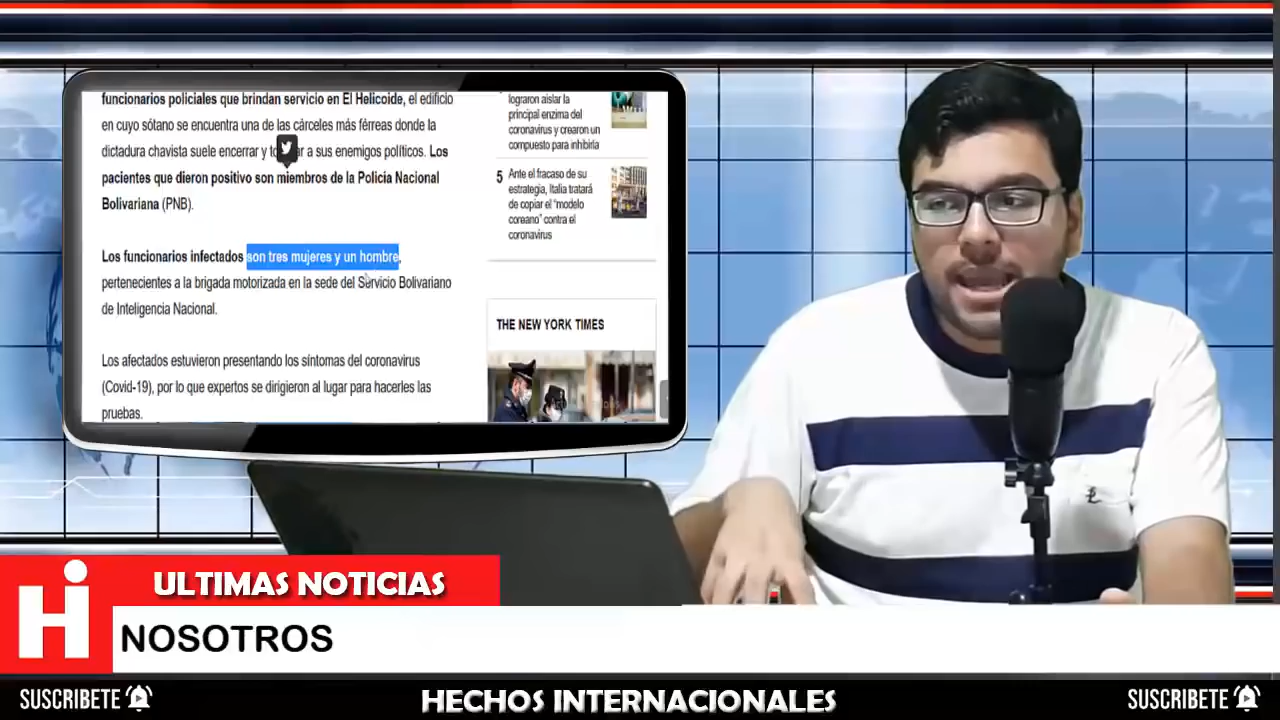 funcionarios policiales que brindan servicio en El Helicoide, el edificio
en cuyo sótano se encuentra una de las cárceles más férreas donde la
dictadura chavista suele encerrar y a sus enemigos políticos. Los
pacientes que dieron positivo son miembros de la Policía Nacional
Bolivariana (PNB).
Los funcionarios infectados son tres mujeres y un hombre
pertenecientes a la brigada motorizada en la sede del Servicio Bolivariano
de Inteligencia Nacional.
Los afectados estuvieron presentando los síntomas del coronavirus
(Covid-19), por lo que expertos se dirigieron al lugar para hacerles las
pruebas.
lograron aislar la
principal enzima del
coronavirus y crearon un
compuesto para inhibirla
5 Ante el fracaso de su
estrategia, Italia tratará
de copiar el "modelo
coreano" contra el
coronavirus
THE NEW YORK TIMES
Hi
ULTIMAS NOTICIAS
NOSOTROS
SUSCRIBETE
HECHOS INTERNACIONALES
SUSCRIBETE